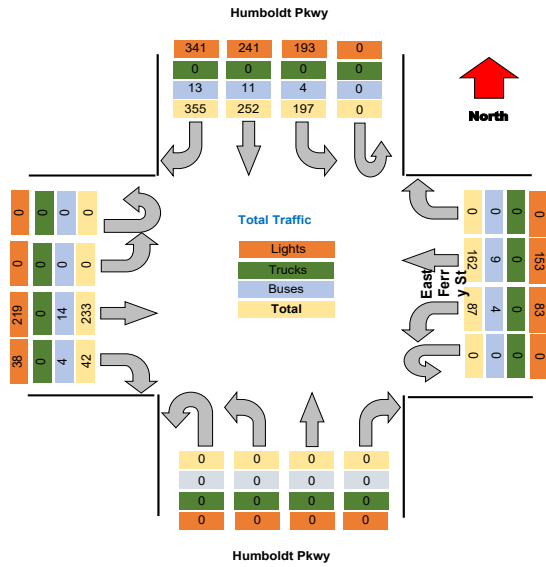 Humboldt Pkwy
341 241 193 0
0 0 0 0
13 11 4 0
355 252 197 0
North
0 0 0 0
0 0 0 0
219 0 14 233
38 0 4 42
Total Traffic
Lights
Trucks
Buses
Total
0 0 0 0
162 9 0 153
87 4 0 83
0 0 0 0
East
Ferr
y St
0 0 0 0
0 0 0 0
0 0 0 0
0 0 0 0
Humboldt Pkwy